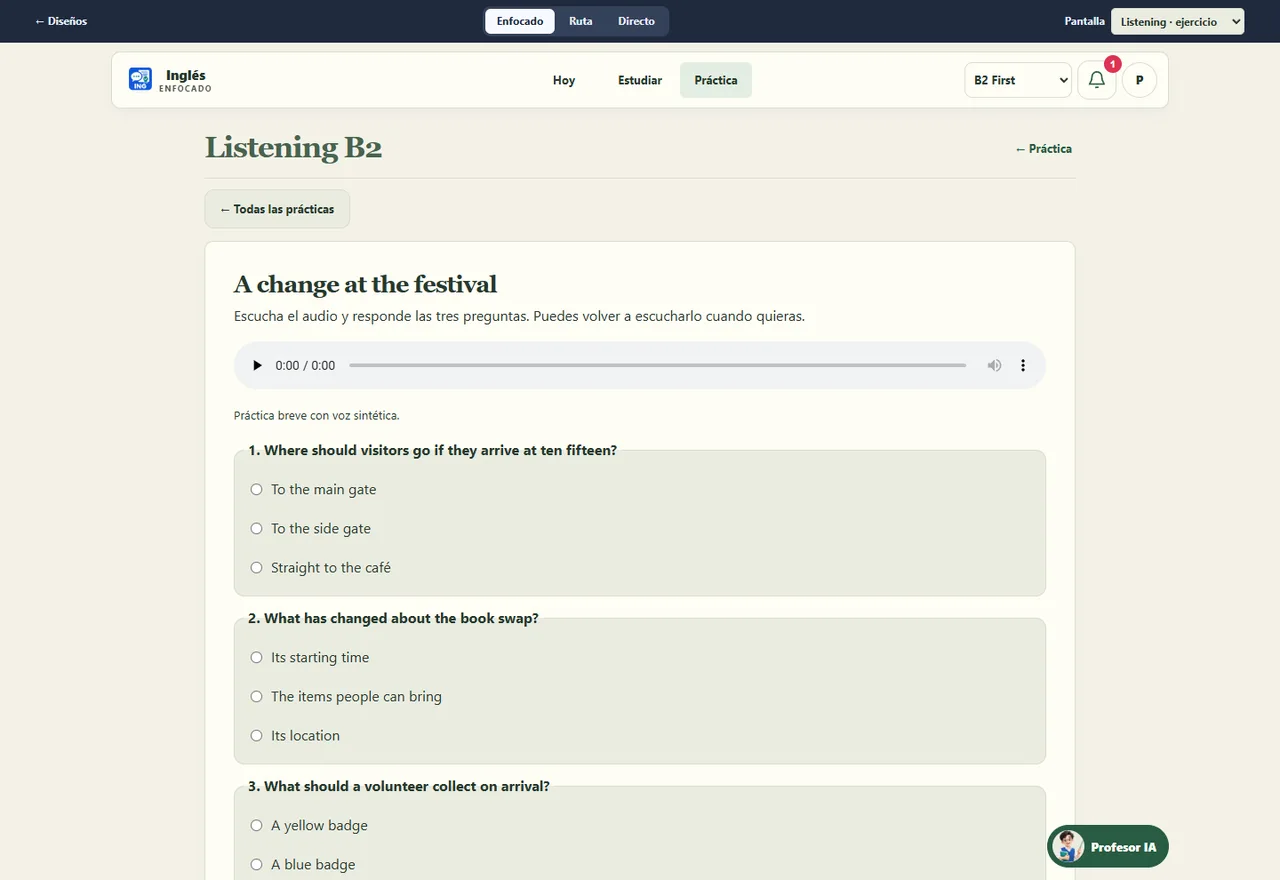 ← Diseños
Enfocado Ruta Directo
Pantalla Listening · ejercicio
ING
Inglés
ENFOCADO
Hoy Estudiar Práctica
B2 First
1
P
Listening B2
← Práctica
← Todas las prácticas
A change at the festival
Escucha el audio y responde las tres preguntas. Puedes volver a escucharlo cuando quieras.
0:00 / 0:00
Práctica breve con voz sintética.
1. Where should visitors go if they arrive at ten fifteen?
To the main gate
To the side gate
Straight to the café
2. What has changed about the book swap?
Its starting time
The items people can bring
Its location
3. What should a volunteer collect on arrival?
A yellow badge
A blue badge
Profesor IA